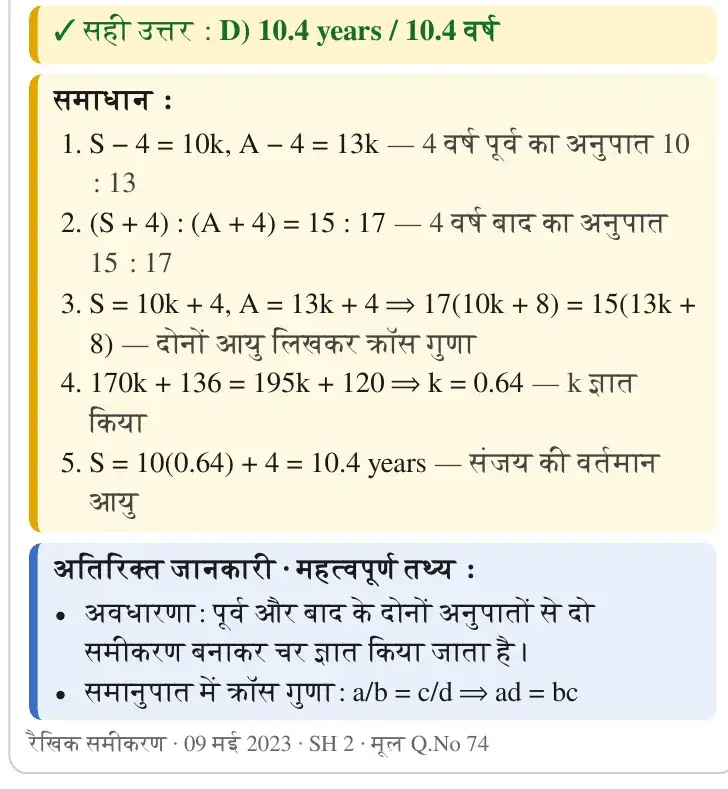 ✓ सही उत्तर : D) 10.4 years / 10.4 वर्ष
समाधान :
1. S – 4 = 10k, A – 4 = 13k — 4 वर्ष पूर्व का अनुपात 10
: 13
2. (S + 4) : (A + 4) = 15 : 17 — 4 वर्ष बाद का अनुपात
15 : 17
3. S = 10k + 4, A = 13k + 4 ⟹ 17(10k + 8) = 15(13k +
8) — दोनों आयु लिखकर क्रॉस गुणा
4. 170k + 136 = 195k + 120 ⟹ k = 0.64 — k ज्ञात
किया
5. S = 10(0.64) + 4 = 10.4 years — संजय की वर्तमान
आयु
अतिरिक्त जानकारी · महत्वपूर्ण तथ्य :
• अवधारणा : पूर्व और बाद के दोनों अनुपातों से दो
समीकरण बनाकर चर ज्ञात किया जाता है।
• समानुपात में क्रॉस गुणा : a/b = c/d ⟹ ad = bc
रैखिक समीकरण · 09 मई 2023 · SH 2 · मूल Q.No 74